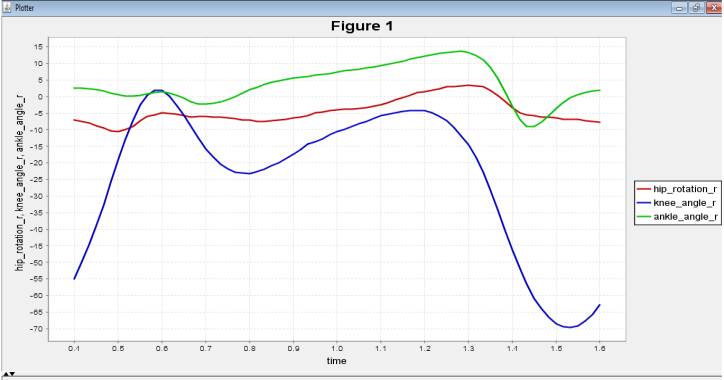 Plotter
Figure 1
15
10
5
0
-5
-10
-15
-20
-25
-30
-35
-40
-45
-50
-55
-60
-65
-70
hip_rotation_r, knee_angle_r, ankle_angle_r
0.4 0.5 0.6 0.7 0.8 0.9 1.0 1.1 1.2 1.3 1.4 1.5 1.6
time
hip_rotation_r
knee_angle_r
ankle_angle_r